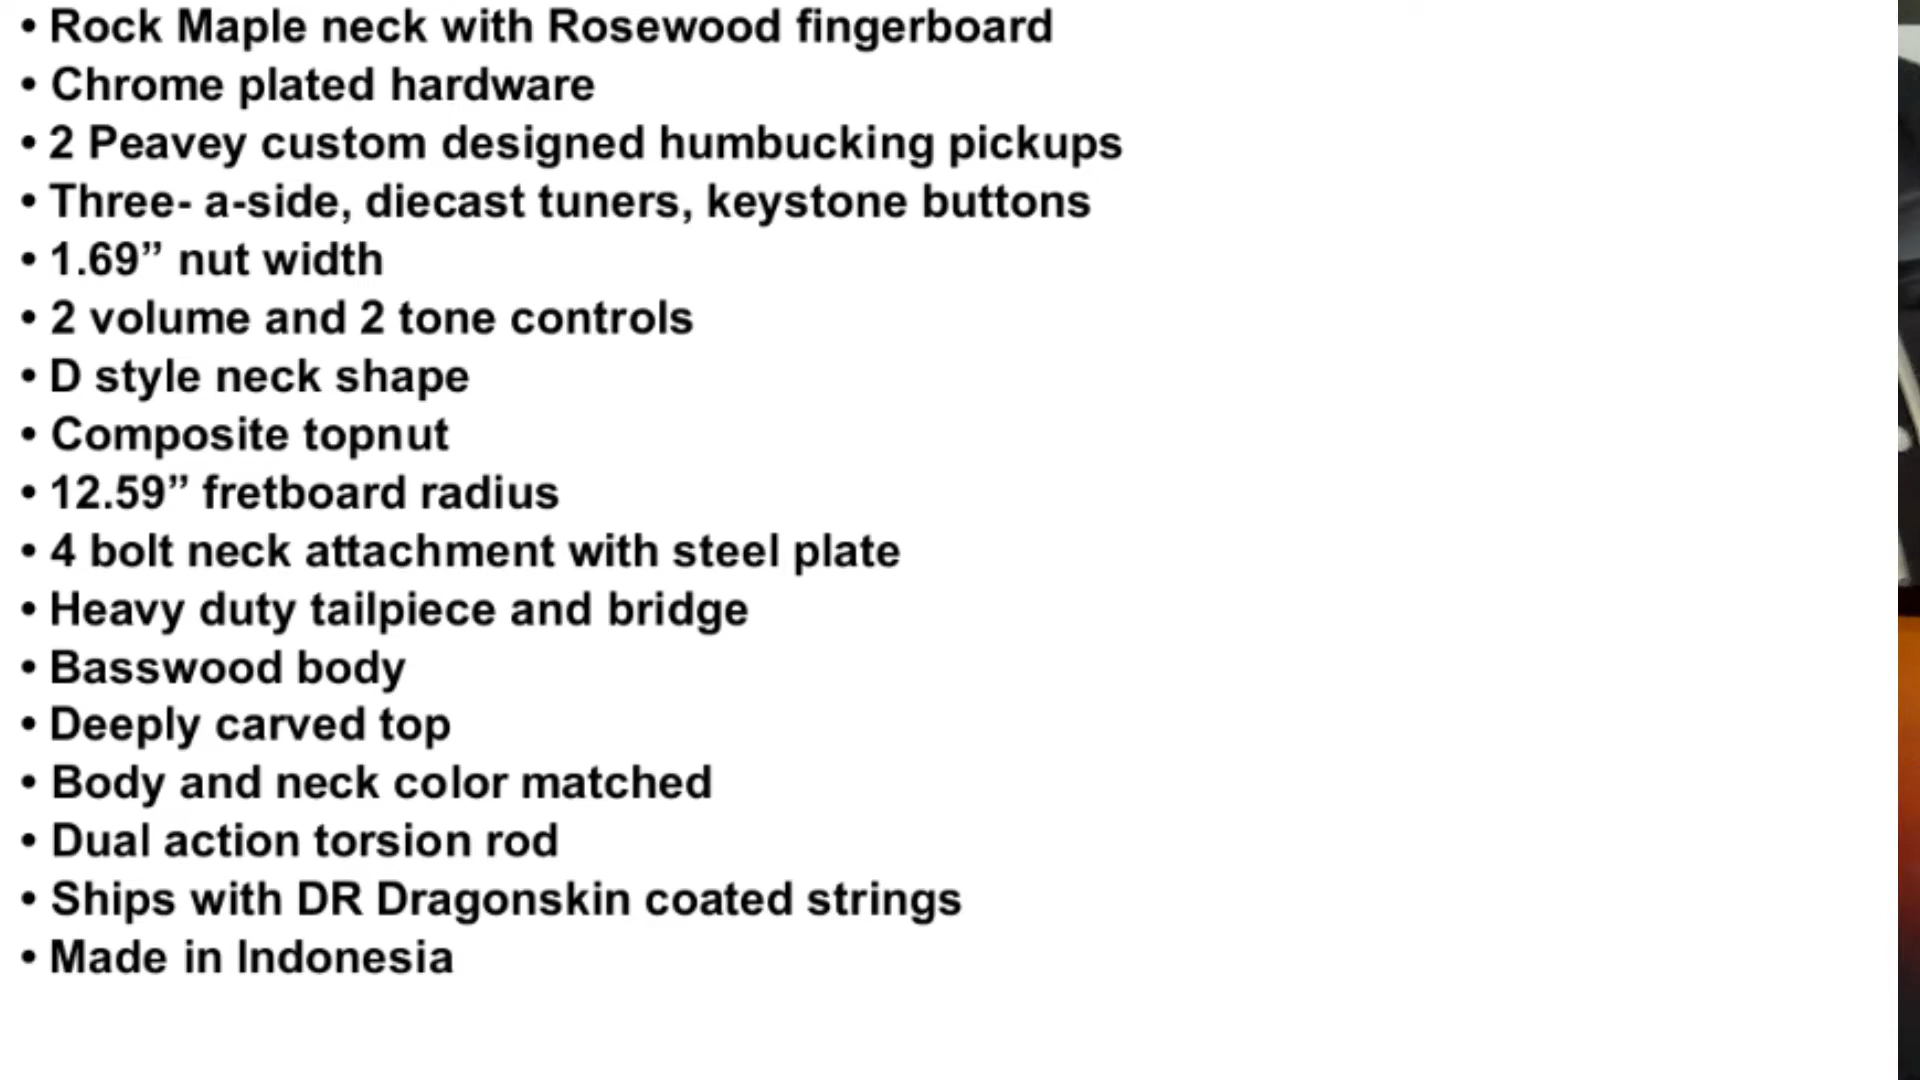 • Rock Maple neck with Rosewood fingerboard
• Chrome plated hardware
• 2 Peavey custom designed humbucking pickups
• Three- a-side, diecast tuners, keystone buttons
• 1.69” nut width
• 2 volume and 2 tone controls
• D style neck shape
• Composite topnut
• 12.59” fretboard radius
• 4 bolt neck attachment with steel plate
• Heavy duty tailpiece and bridge
• Basswood body
• Deeply carved top
• Body and neck color matched
• Dual action torsion rod
• Ships with DR Dragonskin coated strings
• Made in Indonesia